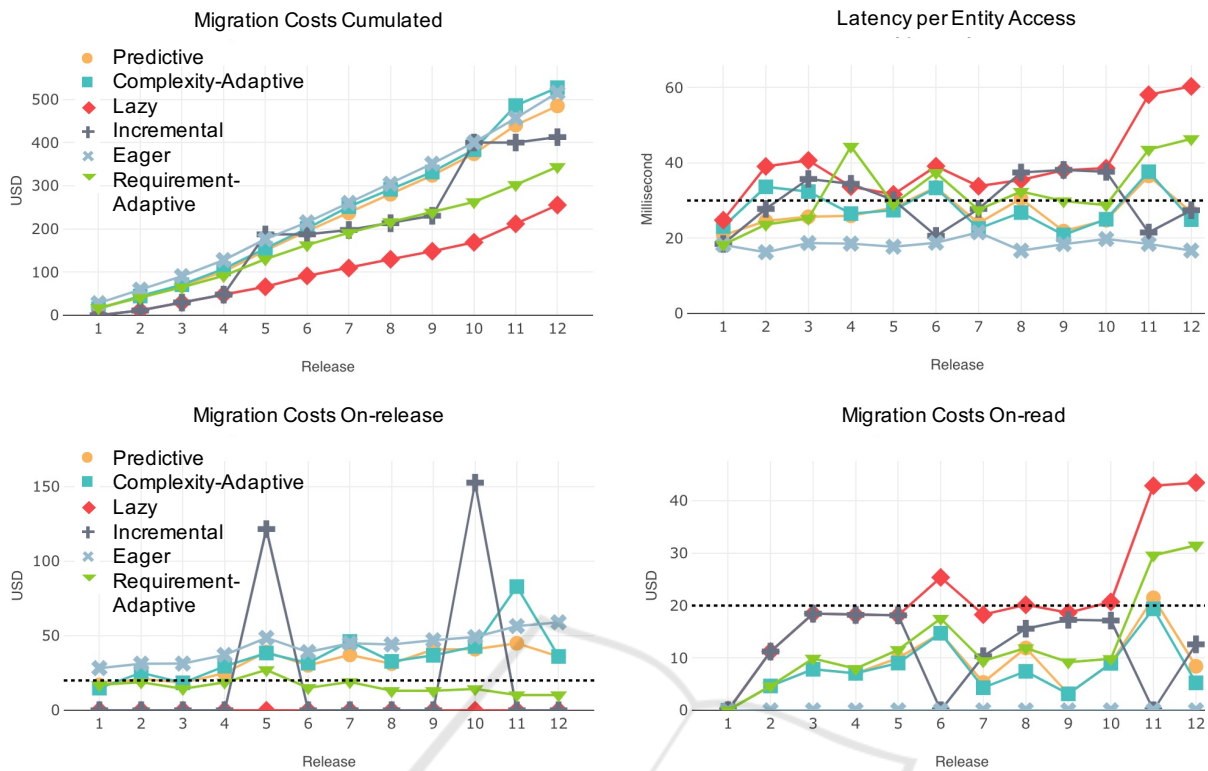 Migration Costs Cumulated
Predictive
Complexity-Adaptive
Lazy
Incremental
Eager
Requirement-
Adaptive
USD
500
400
300
200
100
0
1 2 3 4 5 6 7 8 9 10 11 12
Release
Latency per Entity Access
Millisecond
60
40
20
0
1 2 3 4 5 6 7 8 9 10 11 12
Release
Migration Costs On-release
Predictive
Complexity-Adaptive
Lazy
Incremental
Eager
Requirement-
Adaptive
USD
150
100
50
0
1 2 3 4 5 6 7 8 9 10 11 12
Release
Migration Costs On-read
USD
40
30
20
10
0
1 2 3 4 5 6 7 8 9 10 11 12
Release